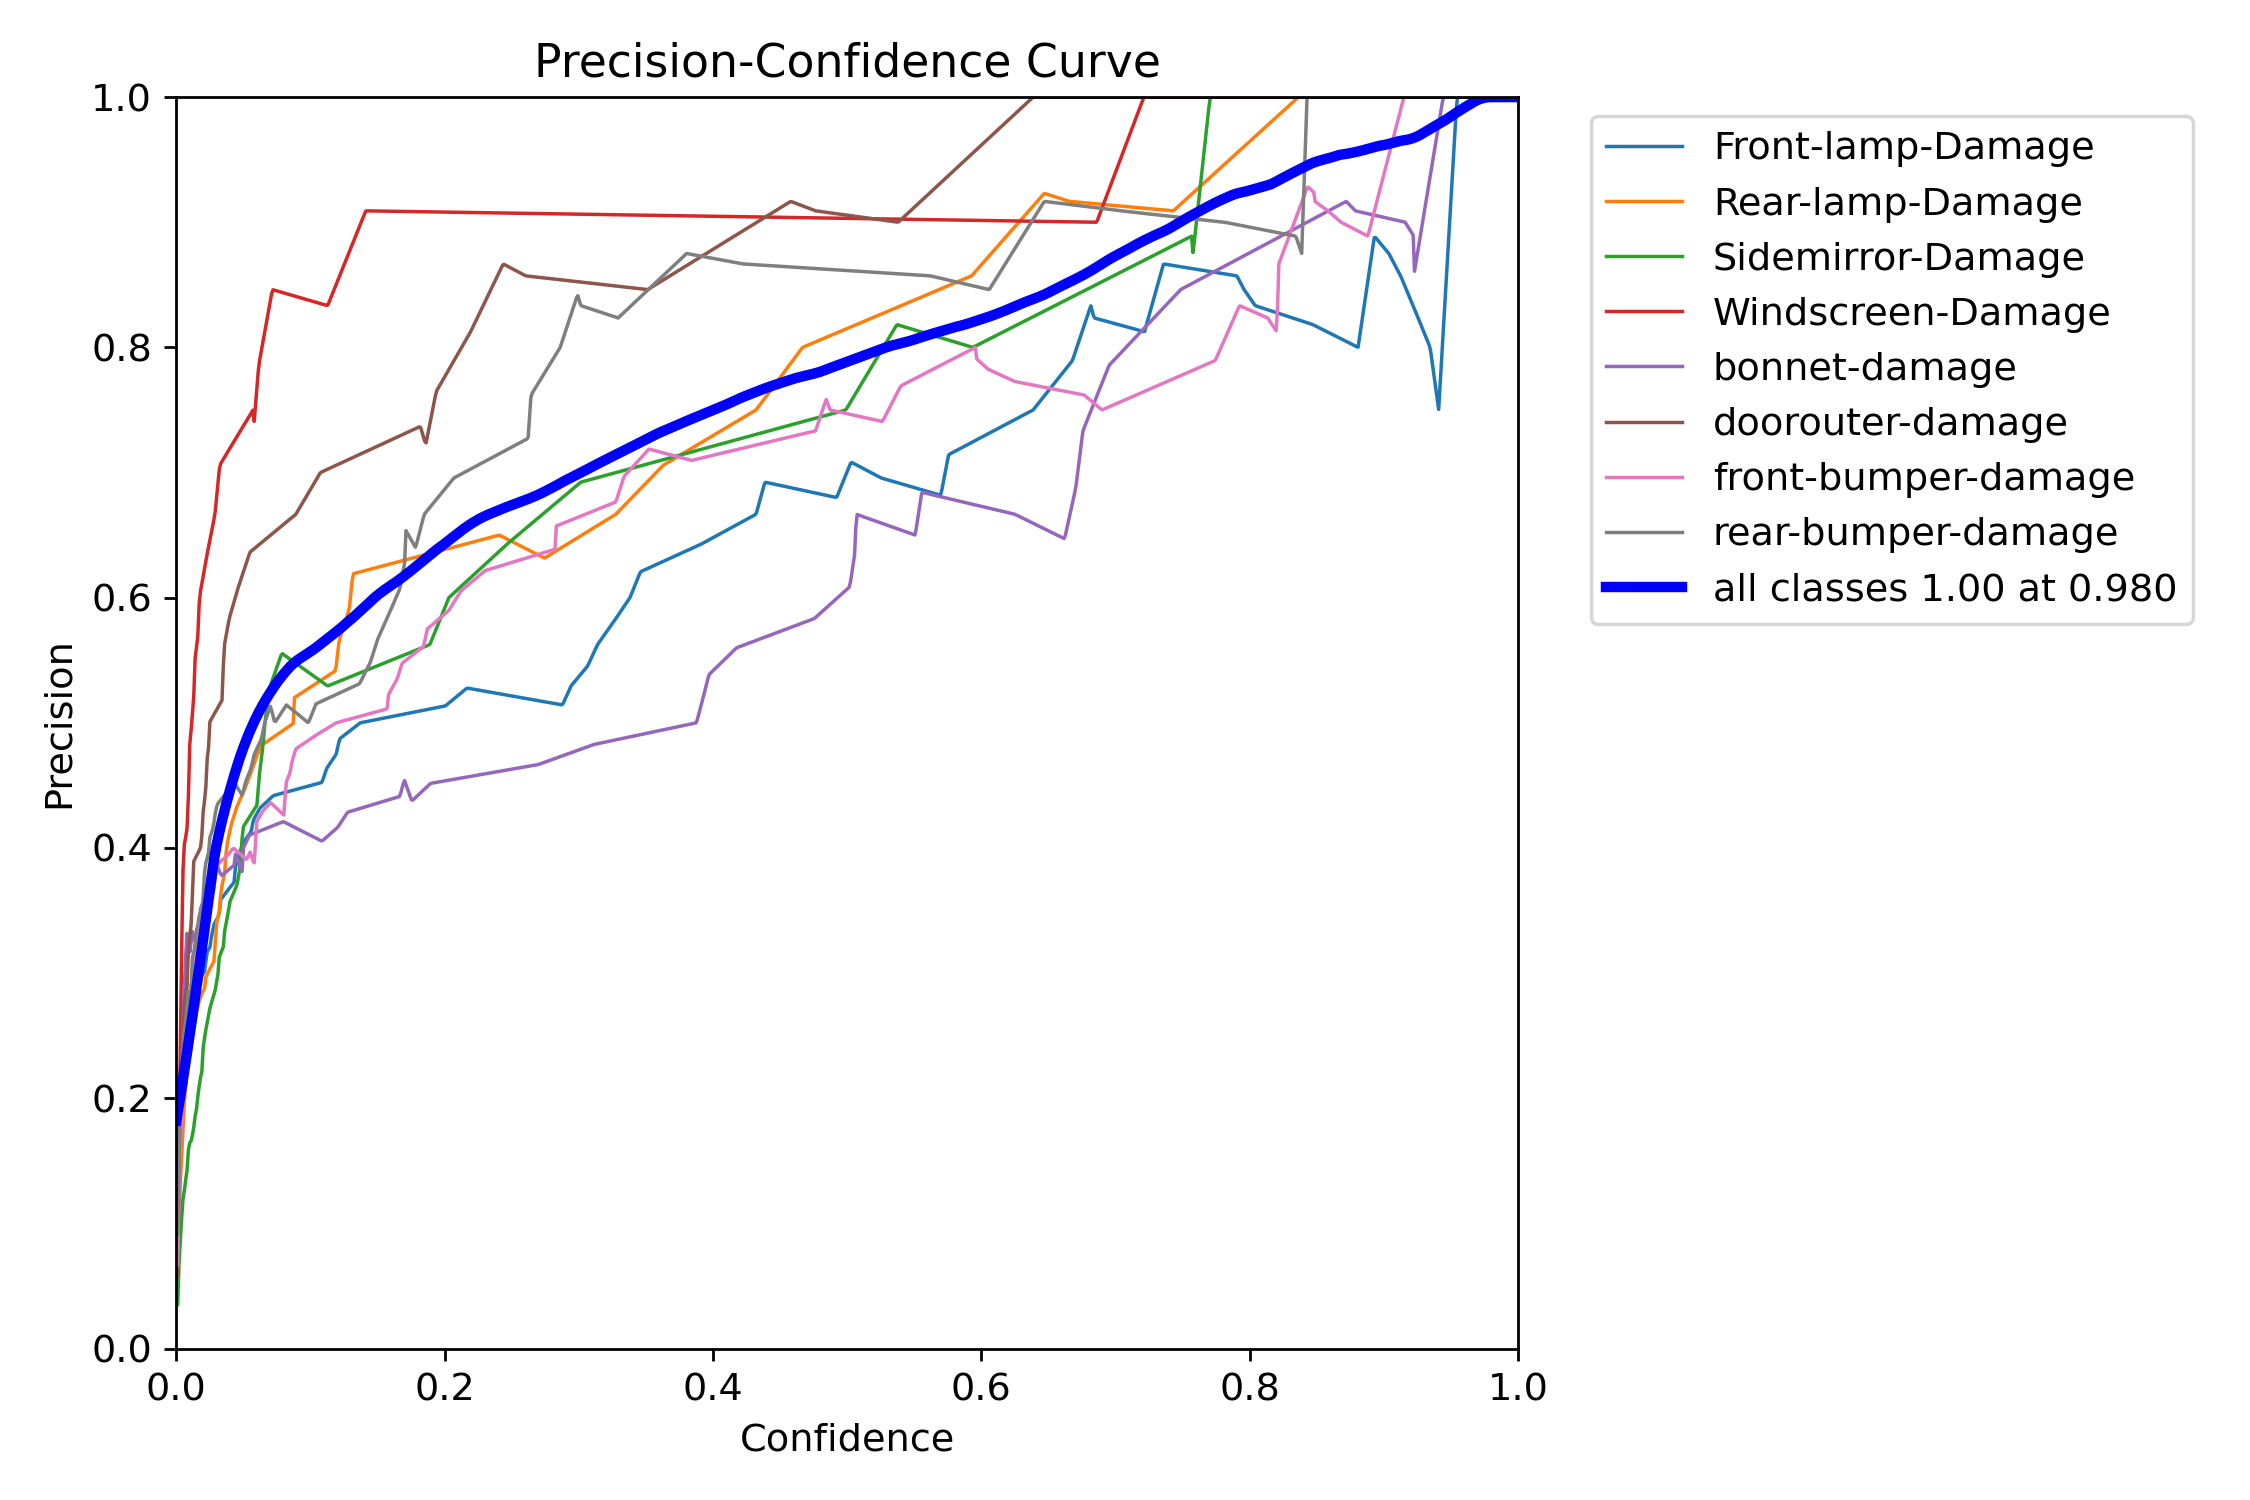 Precision-Confidence Curve
1.0
0.8
0.6
0.4
0.2
0.0
Precision
0.0 0.2 0.4 0.6 0.8 1.0
Confidence
Front-lamp-Damage
Rear-lamp-Damage
Sidemirror-Damage
Windscreen-Damage
bonnet-damage
doorouter-damage
front-bumper-damage
rear-bumper-damage
all classes 1.00 at 0.980